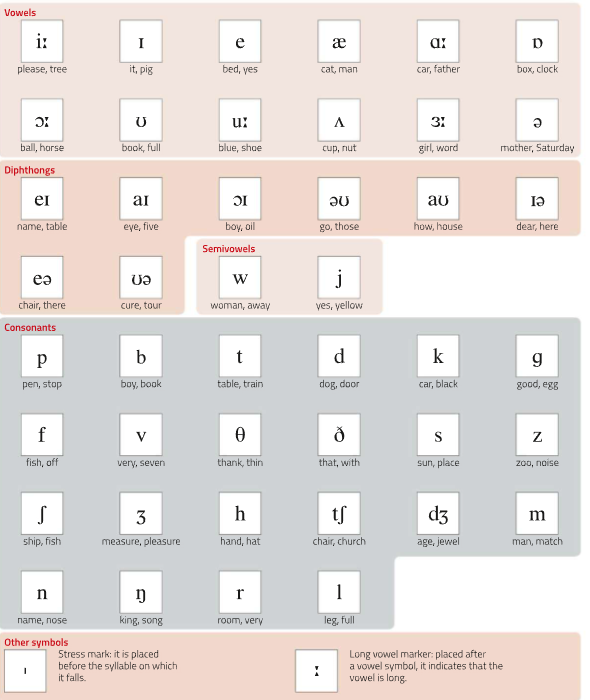 Vowels
iː ɪ e æ ɑː ɒ
please, tree it, pig bed, yes cat, man car, father box, clock
ɔː ʊ uː ʌ ɜː ə
ball, horse book, full blue, shoe cup, nut girl, word mother, Saturday
Diphthongs
eɪ aɪ ɔɪ əʊ aʊ ɪə
name, table eye, five boy, oil go, those how, house dear, here
eə ʊə
chair, there cure, tour
Semivowels
w j
woman, away yes, yellow
Consonants
p b t d k g
pen, stop boy, book table, train dog, door car, black good, egg
f v θ ð s z
fish, off very, seven thank, thin that, with sun, place zoo, noise
ʃ ʒ h tʃ dʒ m
ship, fish measure, pleasure hand, hat chair, church age, jewel man, match
n ŋ r l
name, nose king, song room, very leg, full
Other symbols
ˈ
Stress mark: it is placed
before the syllable on which
it falls.
ː
Long vowel marker: placed after
a vowel symbol, it indicates that the
vowel is long.